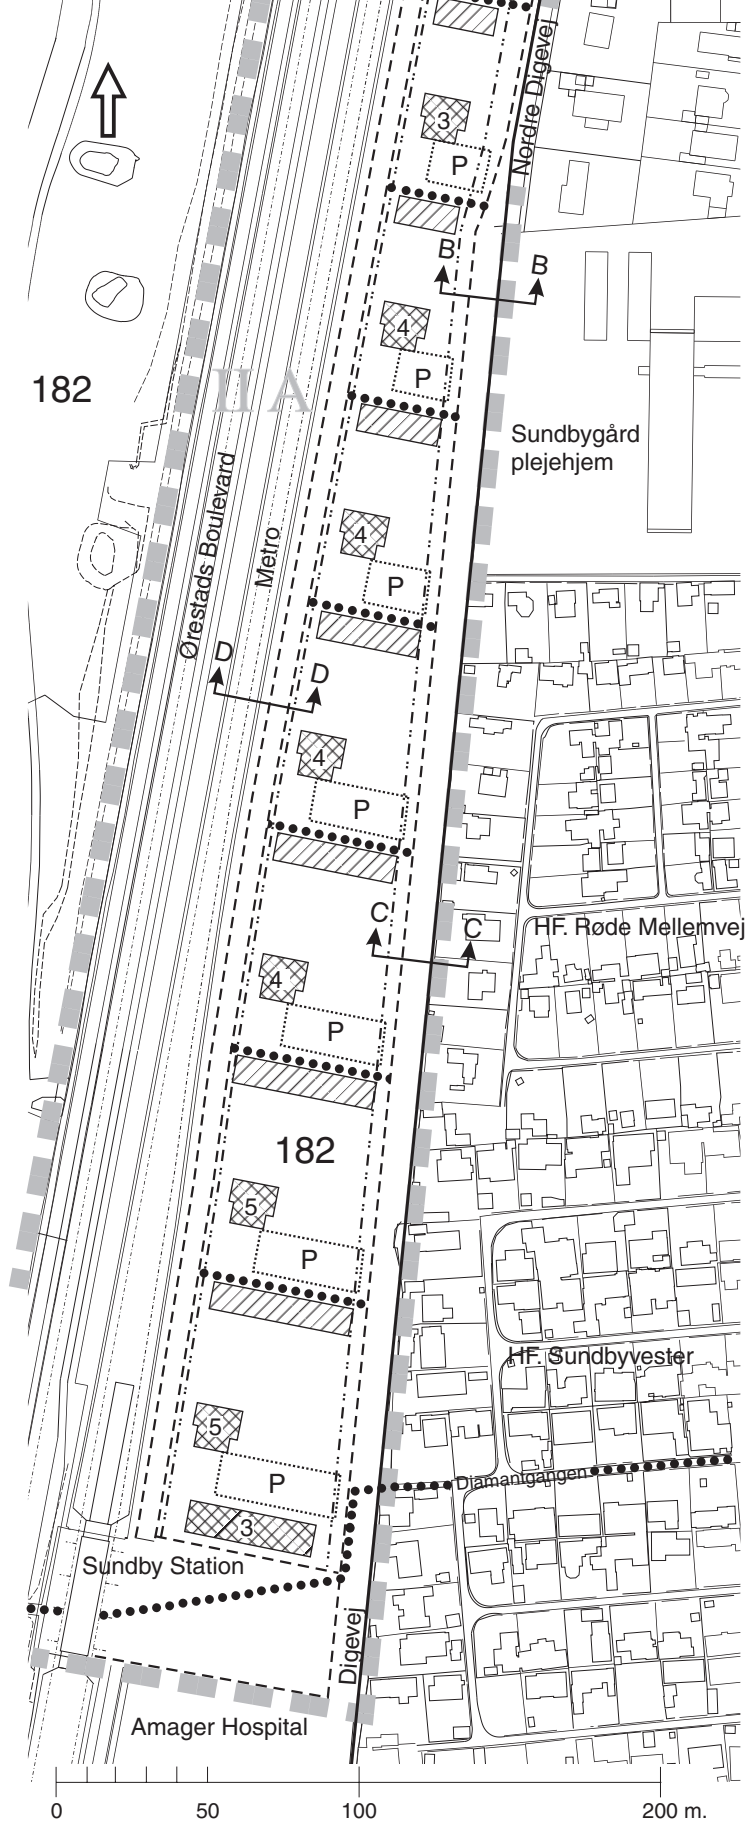 Nordre Digevej
3
P
B
B
4
P
182
II A
Sundbygård
plejehjem
Ørestads Boulevard
Metro
4
P
D
D
4
P
C
C
HF. Røde Mellemvej
4
P
182
5
P
HF. Sundbyvester
5
P
Diamantgangen
3
Sundby Station
Digevej
Amager Hospital
0
50
100
200 m.